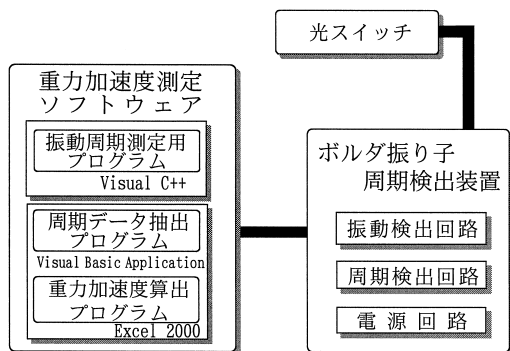 光スイッチ
重力加速度測定
ソフトウェア
振動周期測定用
プログラム
Visual C++
周期データ抽出
プログラム
Visual Basic Application
重力加速度算出
プログラム
Excel 2000
ボルダ振り子
周期検出装置
振動検出回路
周期検出回路
電源回路